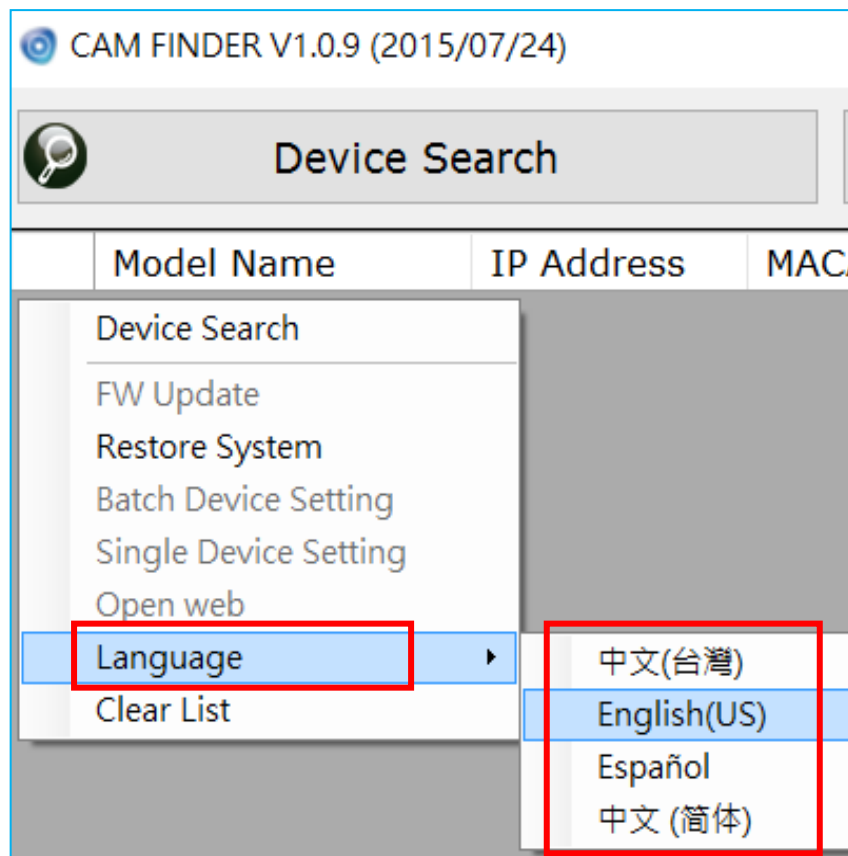 CAM FINDER V1.0.9 (2015/07/24)
Device Search
Model Name IP Address MAC
Device Search
FW Update
Restore System
Batch Device Setting
Single Device Setting
Open web
Language
Clear List
中文(台灣)
English(US)
Español
中文 (简体)